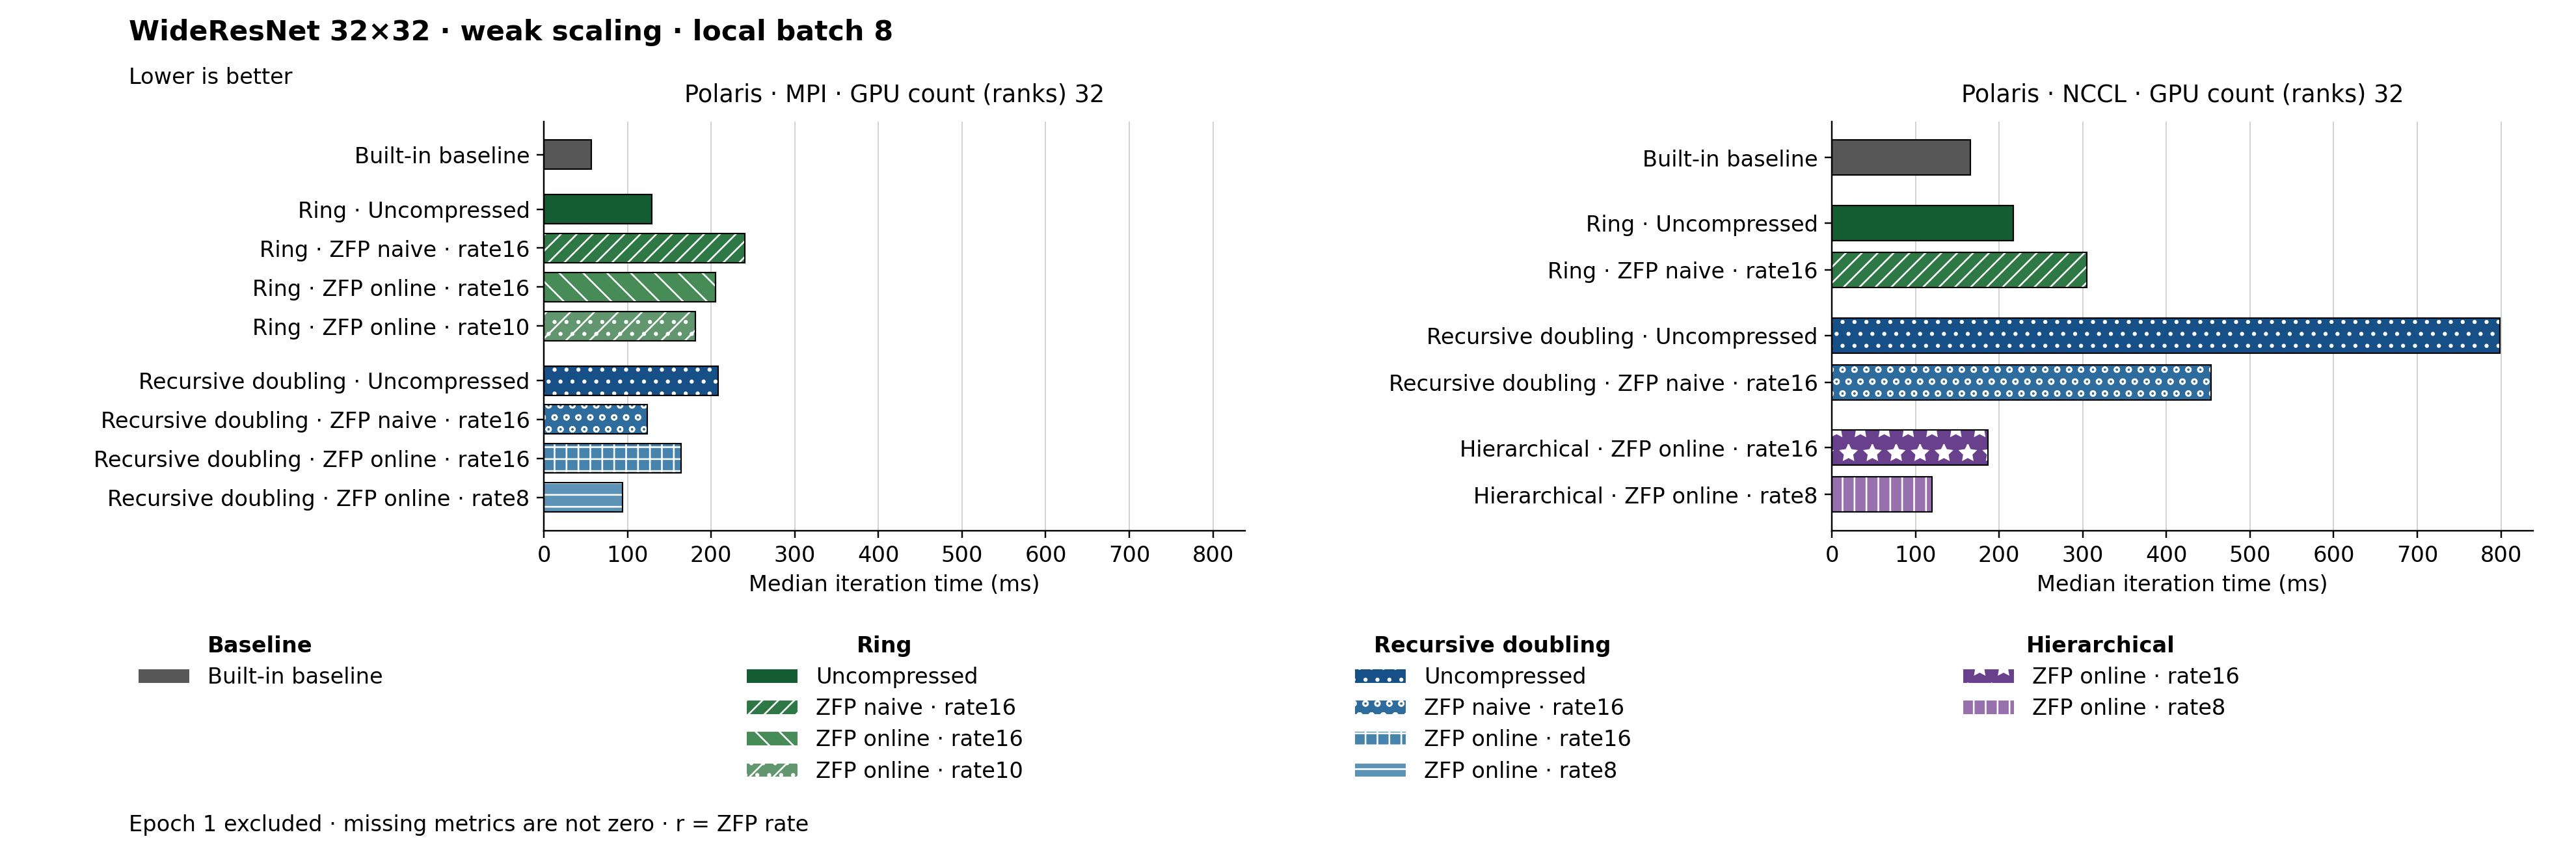 WideResNet 32×32 · weak scaling · local batch 8
Lower is better
Polaris · MPI · GPU count (ranks) 32
Built-in baseline
Ring · Uncompressed
Ring · ZFP naive · rate16
Ring · ZFP online · rate16
Ring · ZFP online · rate10
Recursive doubling · Uncompressed
Recursive doubling · ZFP naive · rate16
Recursive doubling · ZFP online · rate16
Recursive doubling · ZFP online · rate8
0 100 200 300 400 500 600 700 800
Median iteration time (ms)
Polaris · NCCL · GPU count (ranks) 32
Built-in baseline
Ring · Uncompressed
Ring · ZFP naive · rate16
Recursive doubling · Uncompressed
Recursive doubling · ZFP naive · rate16
Hierarchical · ZFP online · rate16
Hierarchical · ZFP online · rate8
0 100 200 300 400 500 600 700 800
Median iteration time (ms)
Baseline
Built-in baseline
Ring
Uncompressed
ZFP naive · rate16
ZFP online · rate16
ZFP online · rate10
Recursive doubling
Uncompressed
ZFP naive · rate16
ZFP online · rate16
ZFP online · rate8
Hierarchical
ZFP online · rate16
ZFP online · rate8
Epoch 1 excluded · missing metrics are not zero · r = ZFP rate